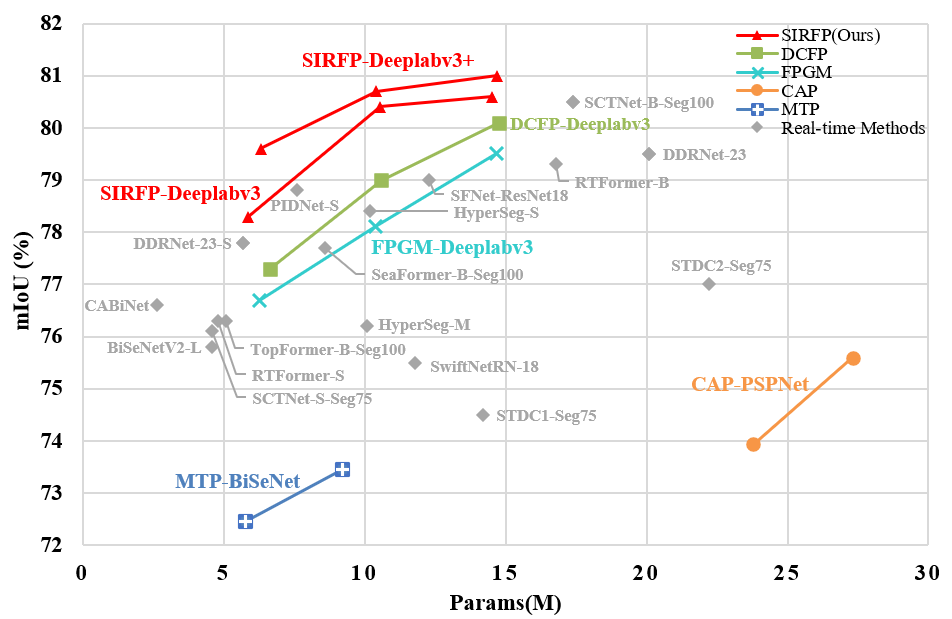 82
81
80
79
78
77
76
75
74
73
72
mIoU (%)
0
5
10
15
20
25
30
Params(M)
SIRFP(Ours)
DCFP
FPGM
CAP
MTP
Real-time Methods
SIRFP-Deeplabv3+
SCTNet-B-Seg100
DCFP-Deeplabv3
DDRNet-23
RTFormer-B
SIRFP-Deeplabv3
PIDNet-S
SFNet-ResNet18
HyperSeg-S
DDRNet-23-S
FPGM-Deeplabv3
SeaFormer-B-Seg100
STDC2-Seg75
CABiNet
HyperSeg-M
BiSeNetV2-L
TopFormer-B-Seg100
RTFormer-S
SCTNet-S-Seg75
SwiftNetRN-18
STDC1-Seg75
CAP-PSPNet
MTP-BiSeNet